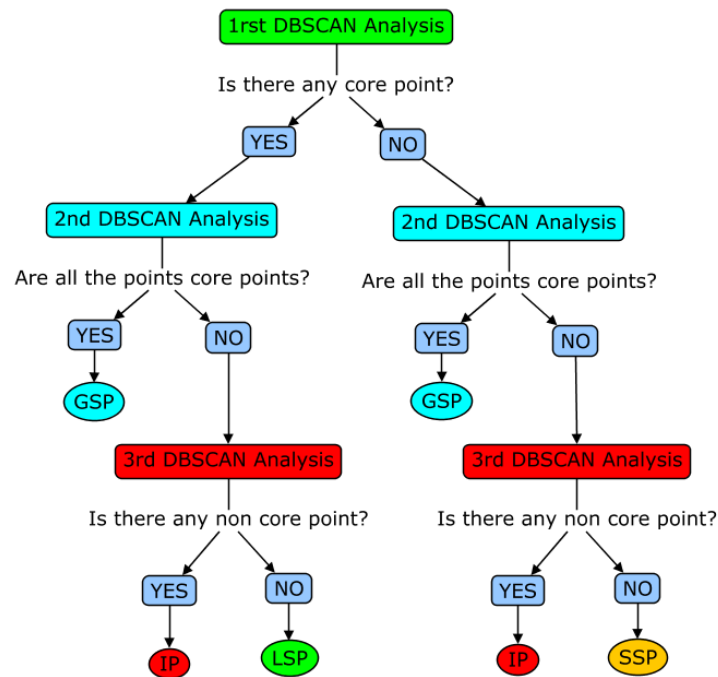 1rst DBSCAN Analysis
Is there any core point?
YES
NO
2nd DBSCAN Analysis
2nd DBSCAN Analysis
Are all the points core points?
Are all the points core points?
YES
NO
YES
NO
GSP
GSP
3rd DBSCAN Analysis
3rd DBSCAN Analysis
Is there any non core point?
Is there any non core point?
YES
NO
YES
NO
IP
LSP
IP
SSP